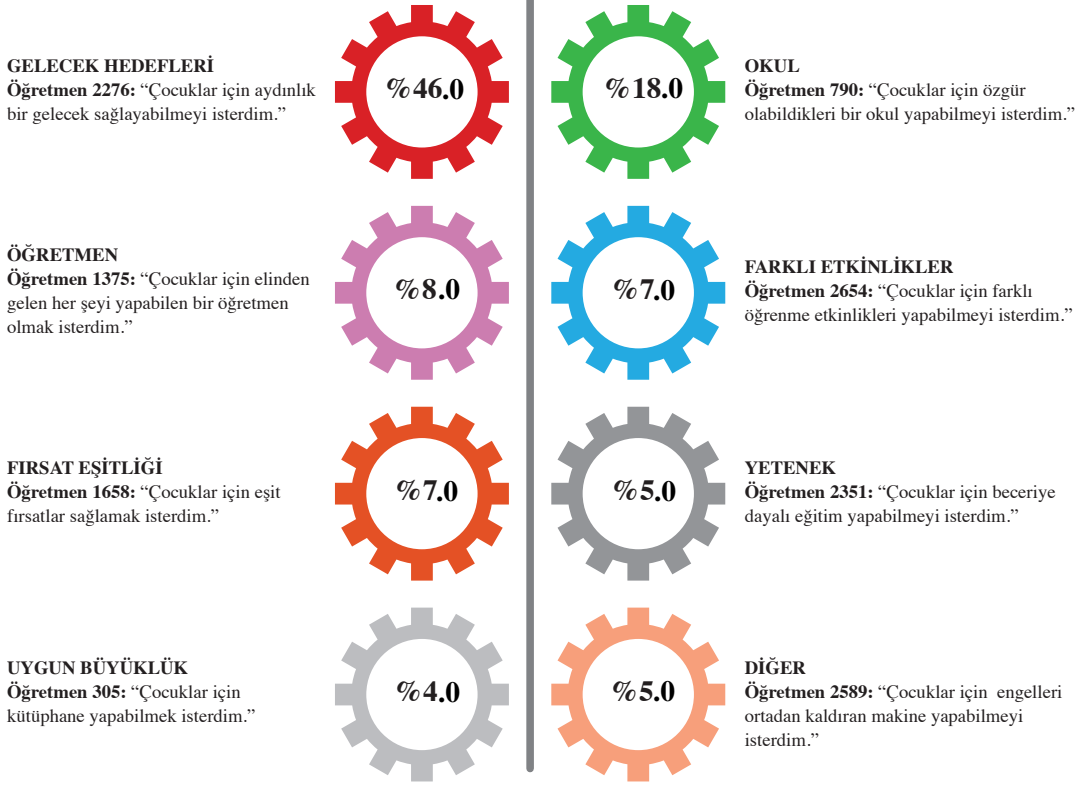 GELECEK HEDEFLERİ
Öğretmen 2276: “Çocuklar için aydınlık
bir gelecek sağlayabilmeyi isterdim.”
%46.0
%18.0
OKUL
Öğretmen 790: “Çocuklar için özgür
olabildikleri bir okul yapabilmeyi isterdim.”
ÖĞRETMEN
Öğretmen 1375: “Çocuklar için elinden
gelen her şeyi yapabilen bir öğretmen
olmak isterdim.”
%8.0
%7.0
FARKLI ETKİNLİKLER
Öğretmen 2654: “Çocuklar için farklı
öğrenme etkinlikleri yapabilmeyi isterdim.”
FIRSAT EŞİTLİĞİ
Öğretmen 1658: “Çocuklar için eşit
fırsatlar sağlamak isterdim.”
%7.0
%5.0
YETENEK
Öğretmen 2351: “Çocuklar için beceriye
dayalı eğitim yapabilmeyi isterdim.”
UYGUN BÜYÜKLÜK
Öğretmen 305: “Çocuklar için
kütüphane yapabilmek isterdim.”
%4.0
%5.0
DİĞER
Öğretmen 2589: “Çocuklar için engelleri
ortadan kaldıran makine yapabilmeyi
isterdim.”